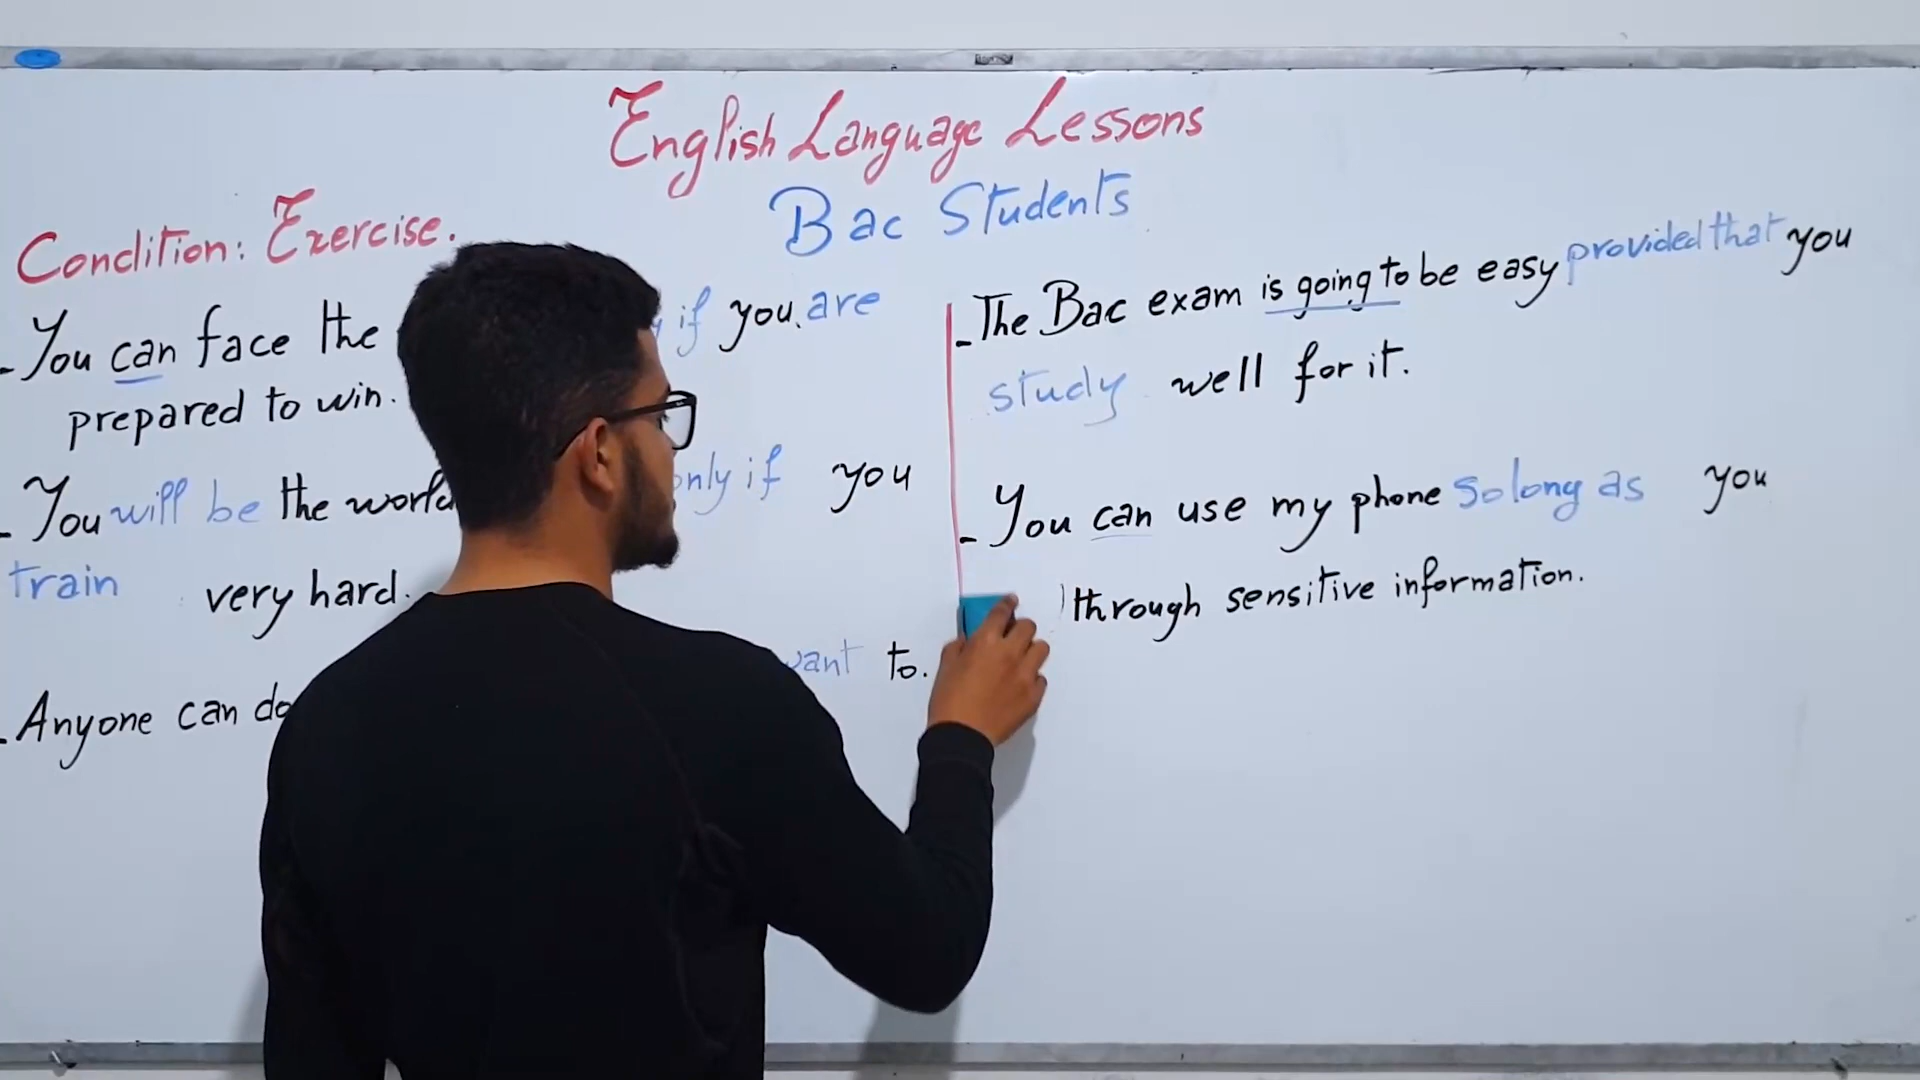 English Language Lessons
Bac Students
Condition: Exercise.
- You can face the if you are
prepared to win.
- You will be the world only if you
train very hard.
- Anyone can do want to.
- The Bac exam is going to be easy provided that you
study well for it.
- You can use my phone so long as you
through sensitive information.